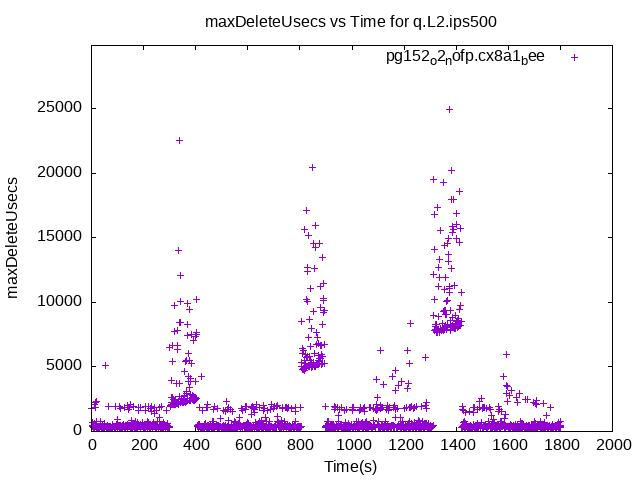 maxDeleteUsecs vs Time for q.L2.ips500
pg152o2nofp.cx8a1bee
25000
20000
15000
10000
5000
0
maxDeleteUsecs
0 200 400 600 800 1000 1200 1400 1600 1800 2000
Time(s)